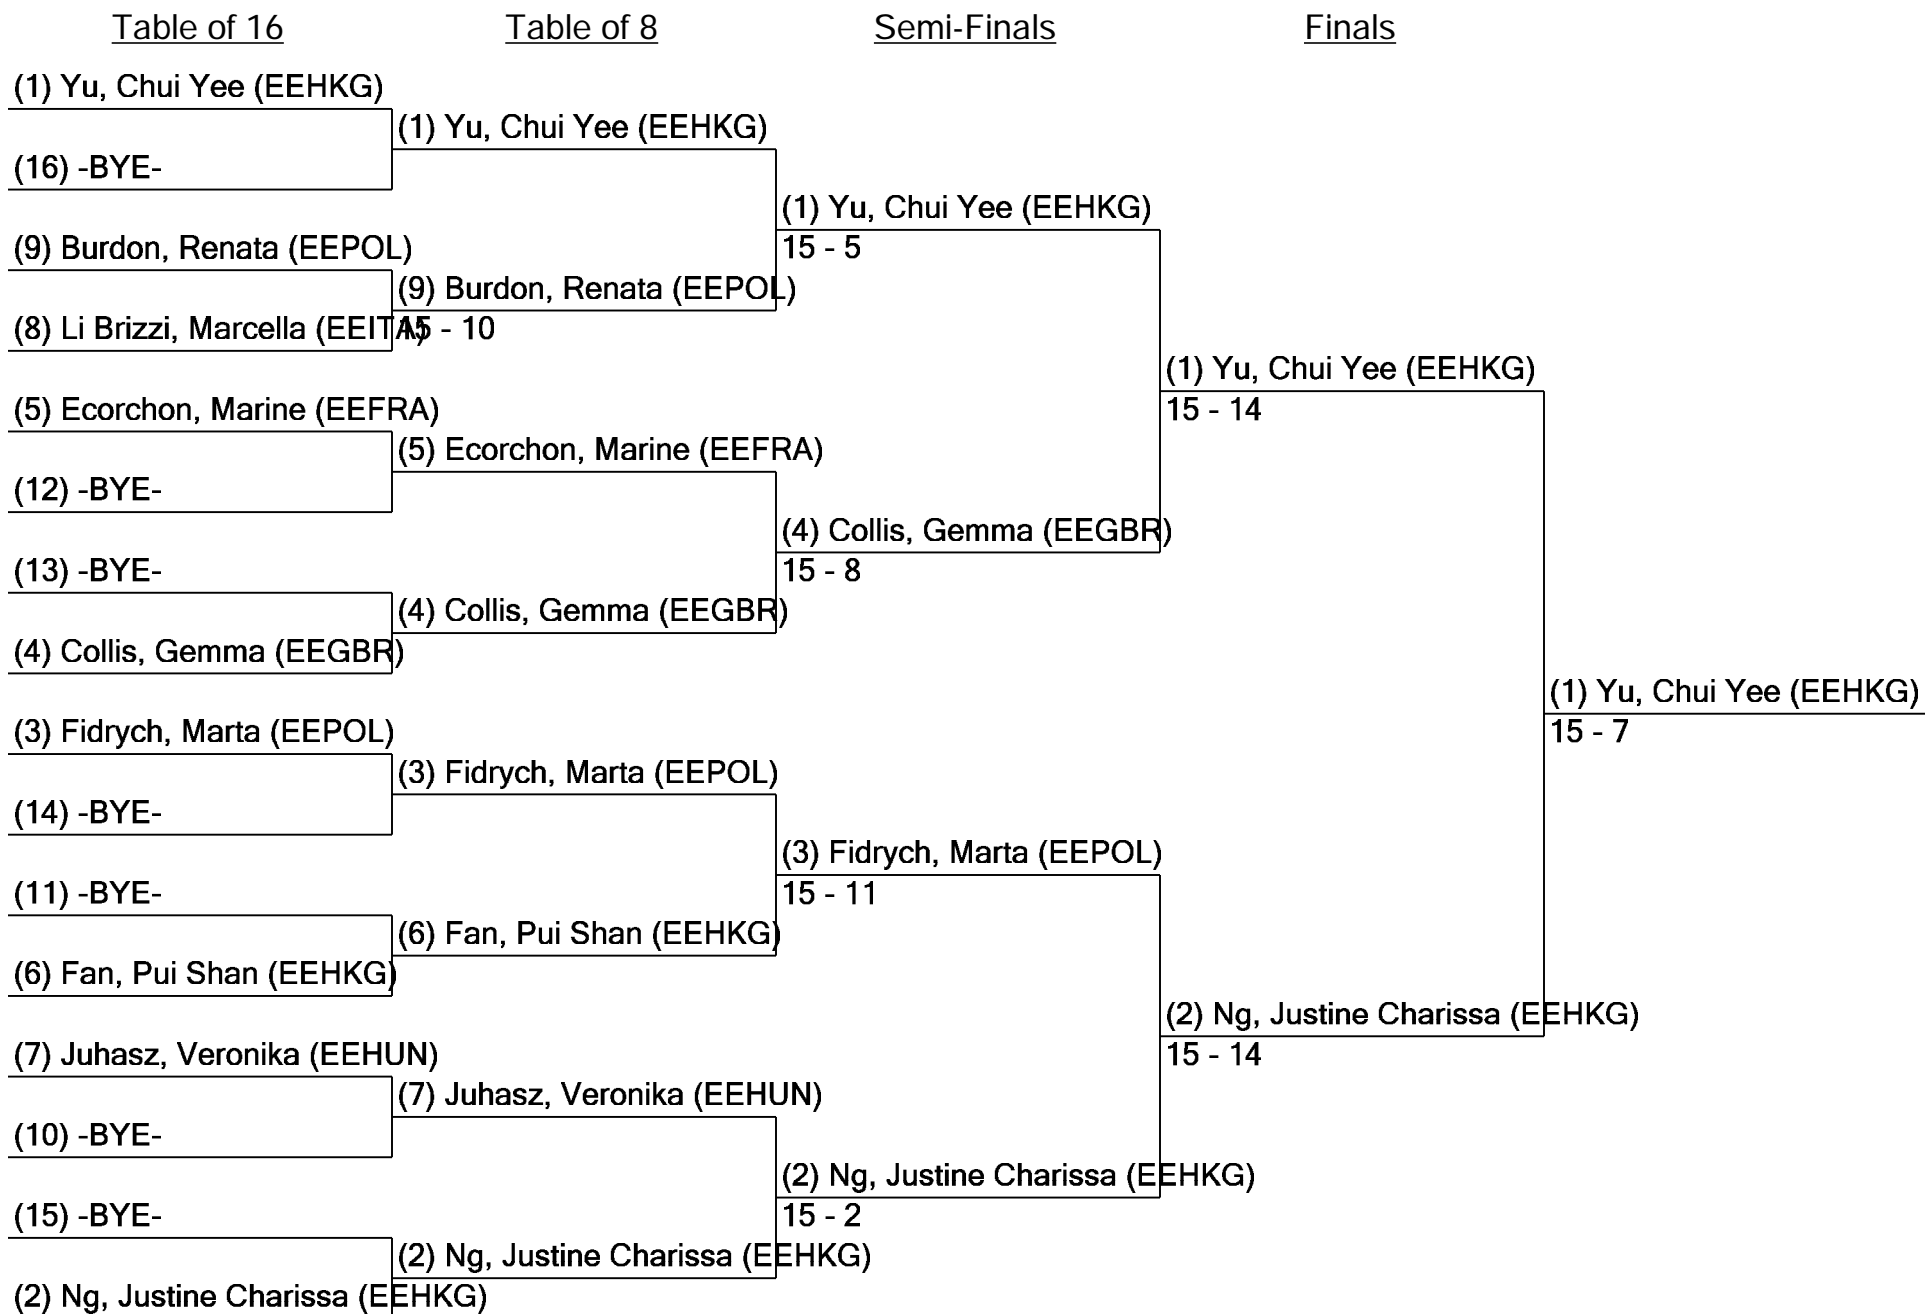 Table of 16 Table of 8 Semi-Finals Finals
(1) Yu, Chui Yee (EEHKG)
(1) Yu, Chui Yee (EEHKG)
(16) -BYE-
(1) Yu, Chui Yee (EEHKG)
(9) Burdon, Renata (EEPOL)
15 - 5
(9) Burdon, Renata (EEPOL)
(8) Li Brizzi, Marcella (EEITA)
15 - 10
(1) Yu, Chui Yee (EEHKG)
(5) Ecorchon, Marine (EEFRA)
15 - 14
(5) Ecorchon, Marine (EEFRA)
(12) -BYE-
(4) Collis, Gemma (EEGBR)
(13) -BYE-
15 - 8
(4) Collis, Gemma (EEGBR)
(4) Collis, Gemma (EEGBR)
(1) Yu, Chui Yee (EEHKG)
(3) Fidrych, Marta (EEPOL)
15 - 7
(3) Fidrych, Marta (EEPOL)
(14) -BYE-
(3) Fidrych, Marta (EEPOL)
(11) -BYE-
15 - 11
(6) Fan, Pui Shan (EEHKG)
(6) Fan, Pui Shan (EEHKG)
(2) Ng, Justine Charissa (EEHKG)
(7) Juhasz, Veronika (EEHUN)
15 - 14
(7) Juhasz, Veronika (EEHUN)
(10) -BYE-
(2) Ng, Justine Charissa (EEHKG)
(15) -BYE-
15 - 2
(2) Ng, Justine Charissa (EEHKG)
(2) Ng, Justine Charissa (EEHKG)